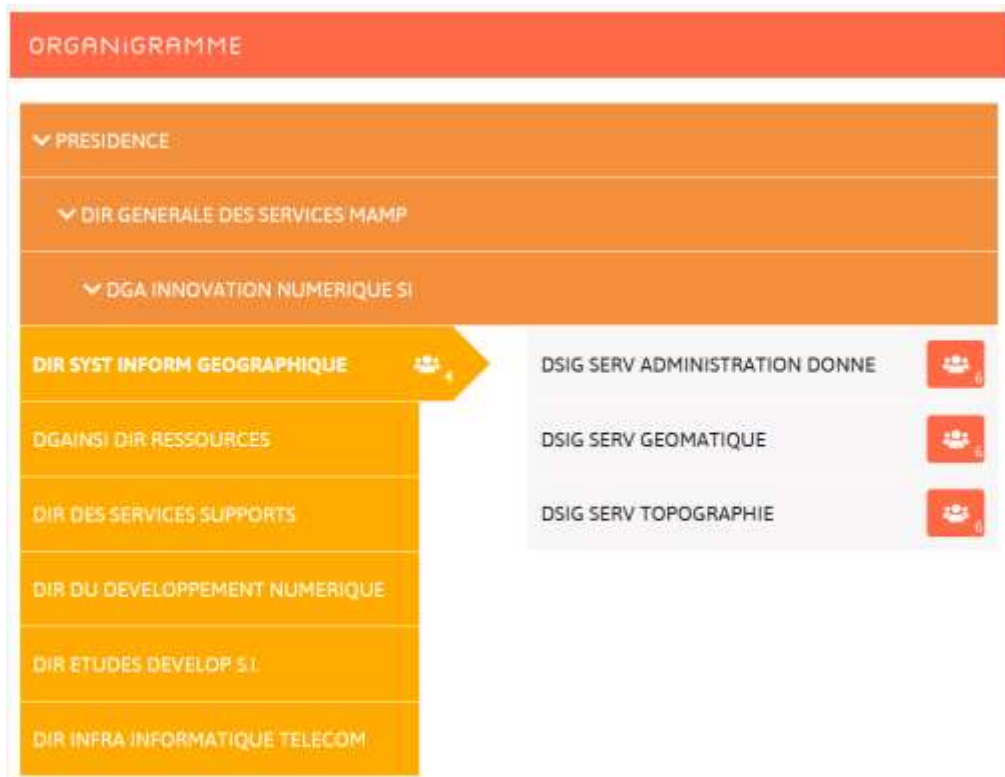 ORGANiGRAMME
PRESIDENCE
DIR GENERALE DES SERVICES MAMP
DGA INNOVATION NUMERIQUE SI
DIR SYST INFORM GEOGRAPHIQUE 4
DSIG SERV ADMINISTRATION DONNE 6
DGAINSI DIR RESSOURCES
DSIG SERV GEOMATIQUE 6
DIR DES SERVICES SUPPORTS
DSIG SERV TOPOGRAPHIE 6
DIR DU DEVELOPPEMENT NUMERIQUE
DIR ETUDES DEVELOP S.I.
DIR INFRA INFORMATIQUE TELECOM